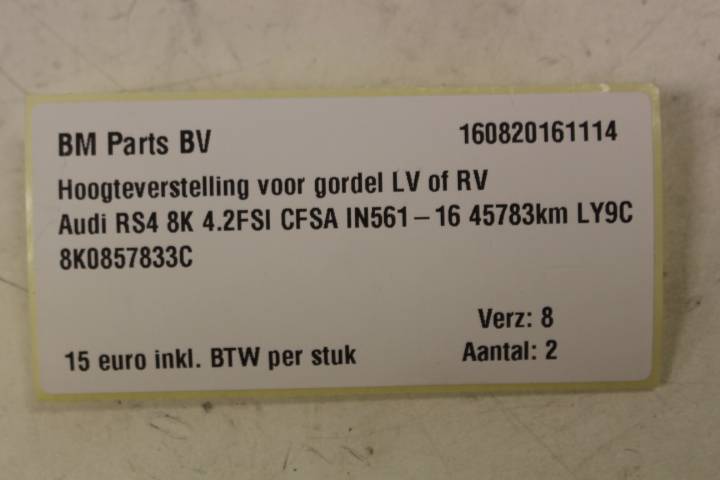 BM Parts BV 160820161114
Hoogteverstelling voor gordel LV of RV
Audi RS4 8K 4.2FSI CFSA IN561-16 45783km LY9C
8K0857833C
Verz: 8
15 euro inkl. BTW per stuk Aantal: 2